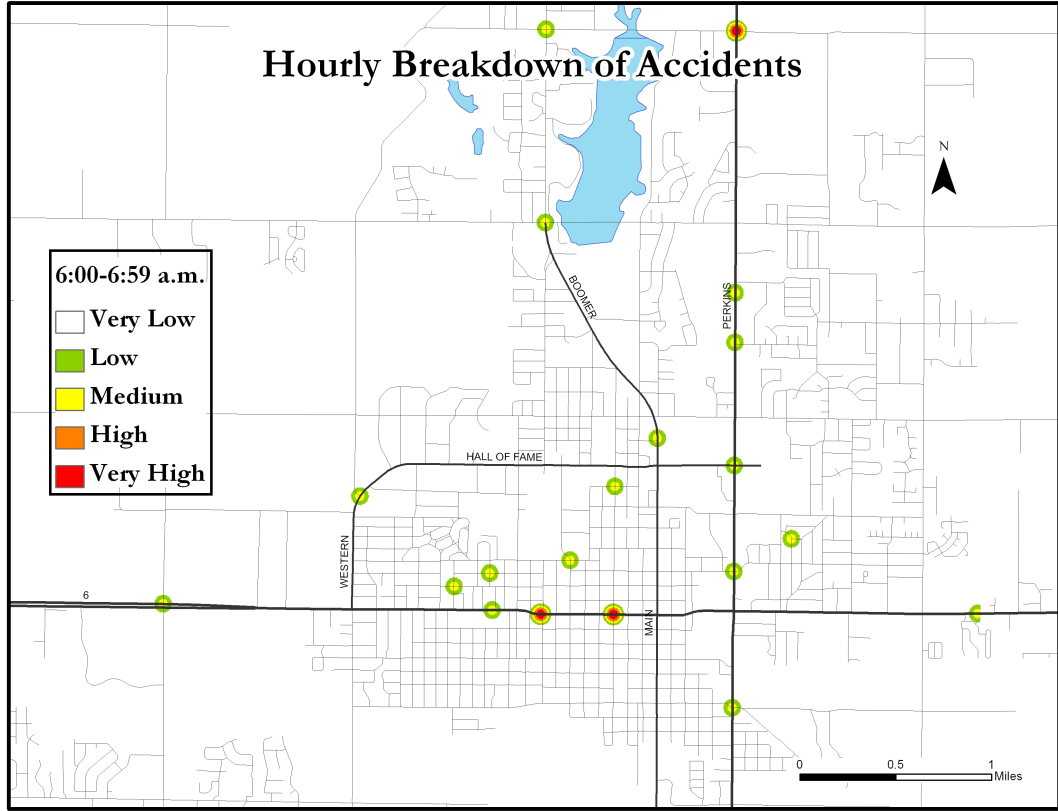 Hourly Breakdown of Accidents
N
6:00-6:59 a.m.
Very Low
Low
Medium
High
Very High
BOOMER
PERKINS
HALL OF FAME
WESTERN
6
MAIN
0 0.5 1
Miles